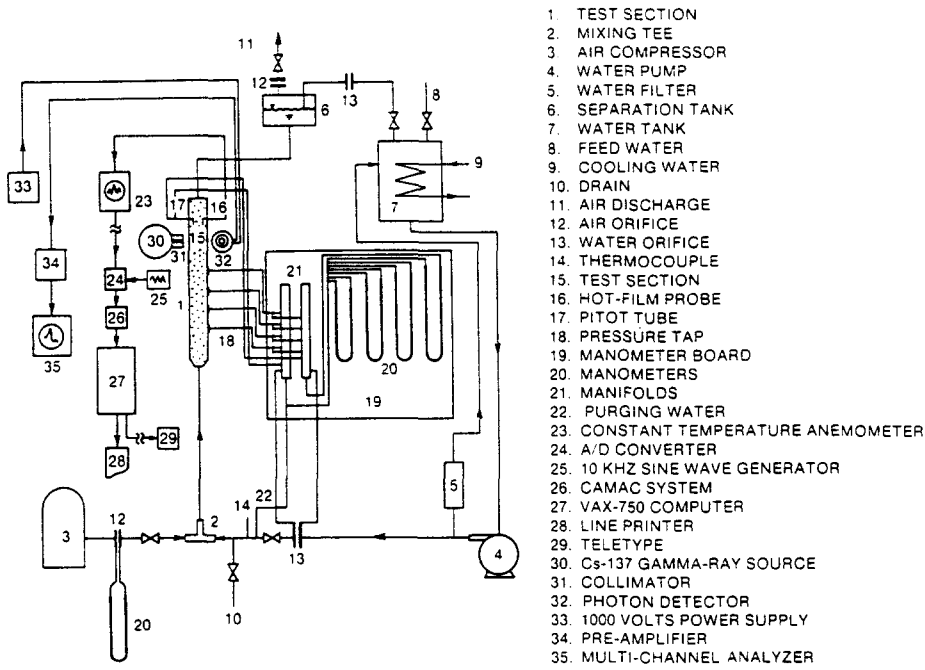 11
12
6
13
8
9
7
33
23
17
16
15
30
31
32
34
24
25
1
21
26
35
18
27
20
19
29
28
5
22
14
12
2
3
13
4
10
20
1. TEST SECTION
2. MIXING TEE
3 AIR COMPRESSOR
4. WATER PUMP
5. WATER FILTER
6. SEPARATION TANK
7. WATER TANK
8. FEED WATER
9. COOLING WATER
10. DRAIN
11. AIR DISCHARGE
12. AIR ORIFICE
13. WATER ORIFICE
14. THERMOCOUPLE
15. TEST SECTION
16. HOT-FILM PROBE
17. PITOT TUBE
18. PRESSURE TAP
19. MANOMETER BOARD
20. MANOMETERS
21. MANIFOLDS
22. PURGING WATER
23. CONSTANT TEMPERATURE ANEMOMETER
24. A/D CONVERTER
25. 10 KHZ SINE WAVE GENERATOR
26. CAMAC SYSTEM
27. VAX-750 COMPUTER
28. LINE PRINTER
29. TELETYPE
30. Cs-137 GAMMA-RAY SOURCE
31. COLLIMATOR
32. PHOTON DETECTOR
33. 1000 VOLTS POWER SUPPLY
34. PRE-AMPLIFIER
35. MULTI-CHANNEL ANALYZER